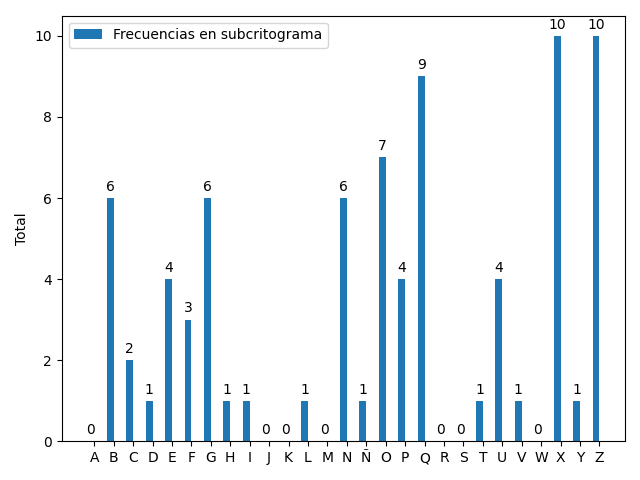 Frecuencias en subcritograma
Total
10
8
6
4
2
0
0 6 2 1 4 3 6 1 1 0 0 1 0 6 1 7 4 9 0 0 1 4 1 0 10 1 10
A B C D E F G H I J K L M N Ñ O P Q R S T U V W X Y Z